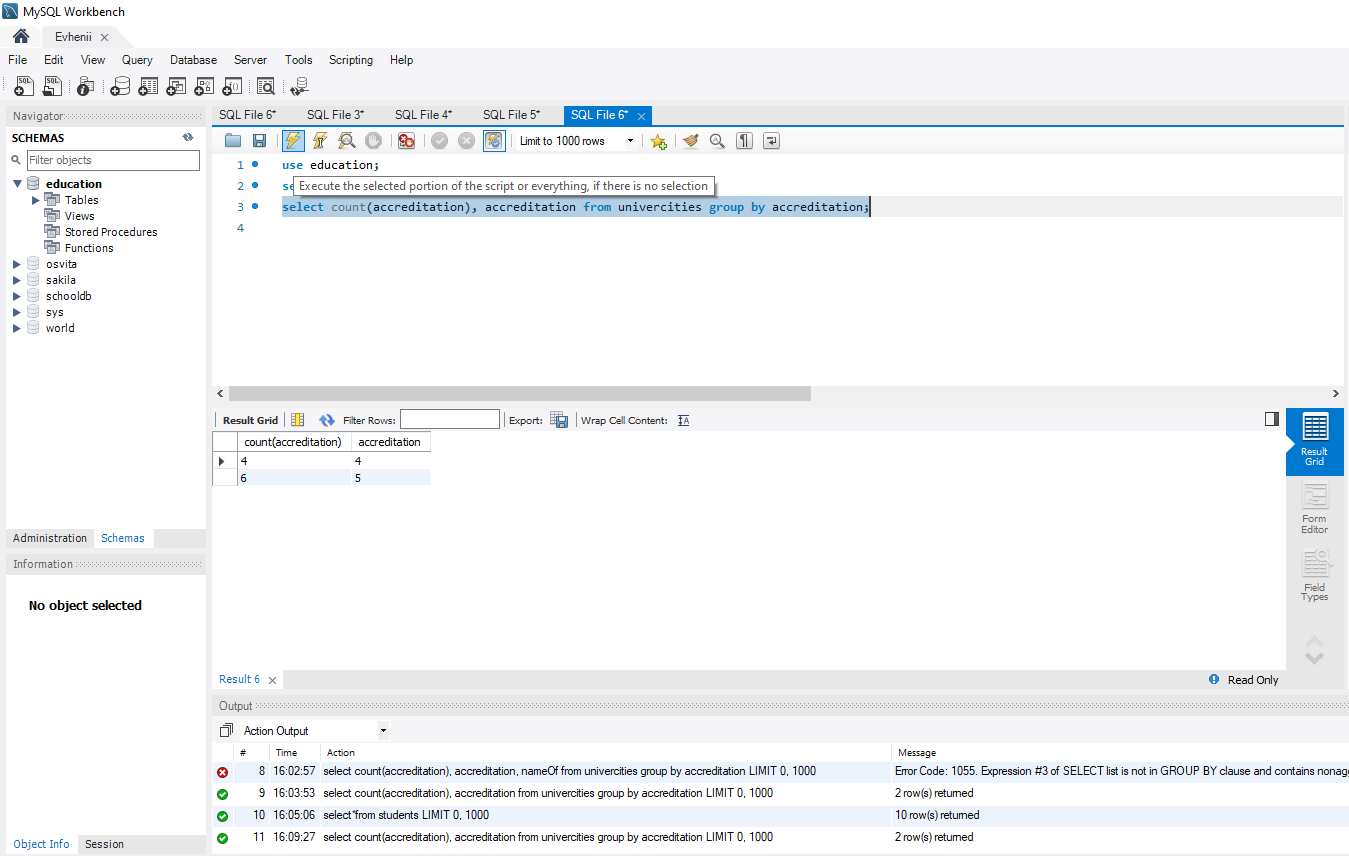 MySQL Workbench
Evhenii
File Edit View Query Database Server Tools Scripting Help
Navigator
SCHEMAS
Filter objects
education
Tables
Views
Stored Procedures
Functions
osvita
sakila
schooldb
sys
world
Administration Schemas
Information
No object selected
Object Info Session
SQL File 6* SQL File 3* SQL File 4* SQL File 5* SQL File 6*
Limit to 1000 rows
1 use education;
2 se
Execute the selected portion of the script or everything, if there is no selection
3 select count(accreditation), accreditation from univercities group by accreditation;
4
Result Grid Filter Rows: Export: Wrap Cell Content:
count(accreditation) accreditation
4 4
6 5
Result Grid
Form Editor
Field Types
Result 6 Read Only
Output
Action Output
# Time Action Message
8 16:02:57 select count(accreditation), accreditation, nameOf from univercities group by accreditation LIMIT 0, 1000 Error Code: 1055. Expression #3 of SELECT list is not in GROUP BY clause and contains nonagg
9 16:03:53 select count(accreditation), accreditation from univercities group by accreditation LIMIT 0, 1000 2 row(s) returned
10 16:05:06 select*from students LIMIT 0, 1000 10 row(s) returned
11 16:09:27 select count(accreditation), accreditation from univercities group by accreditation LIMIT 0, 1000 2 row(s) returned